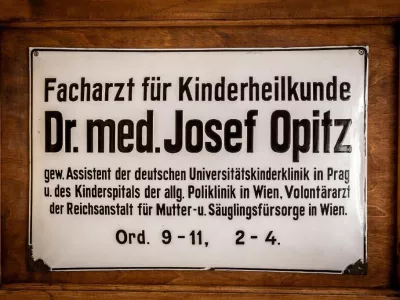 Facharzt für Kinderheilkunde
Dr. med. Josef Opitz
gew. Assistent der deutschen Universitätskinderklinik in Prag
u. des Kinderspitals der allg. Poliklinik in Wien, Volontärarzt
der Reichsanstalt für Mutter- u. Säuglingsfürsorge in Wien.
Ord. 9-11, 2-4.